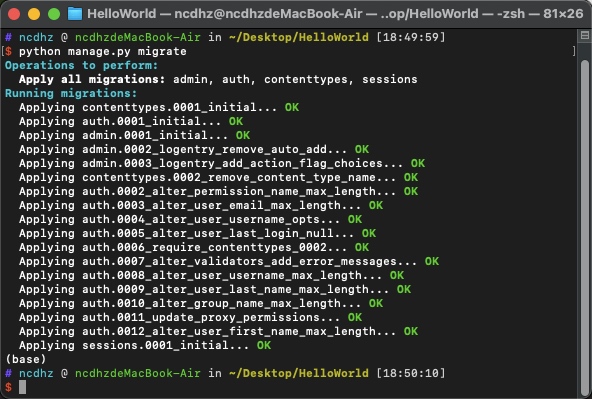 HelloWorld — ncdhz@ncdhzdeMacBook-Air — ..op/HelloWorld — -zsh — 81×26
# ncdhz @ ncdhzdeMacBook-Air in ~/Desktop/HelloWorld [18:49:59]
[$ python manage.py migrate ]
Operations to perform:
  Apply all migrations: admin, auth, contenttypes, sessions
Running migrations:
  Applying contenttypes.0001_initial... OK
  Applying auth.0001_initial... OK
  Applying admin.0001_initial... OK
  Applying admin.0002_logentry_remove_auto_add... OK
  Applying admin.0003_logentry_add_action_flag_choices... OK
  Applying contenttypes.0002_remove_content_type_name... OK
  Applying auth.0002_alter_permission_name_max_length... OK
  Applying auth.0003_alter_user_email_max_length... OK
  Applying auth.0004_alter_user_username_opts... OK
  Applying auth.0005_alter_user_last_login_null... OK
  Applying auth.0006_require_contenttypes_0002... OK
  Applying auth.0007_alter_validators_add_error_messages... OK
  Applying auth.0008_alter_user_username_max_length... OK
  Applying auth.0009_alter_user_last_name_max_length... OK
  Applying auth.0010_alter_group_name_max_length... OK
  Applying auth.0011_update_proxy_permissions... OK
  Applying auth.0012_alter_user_first_name_max_length... OK
  Applying sessions.0001_initial... OK
(base)
# ncdhz @ ncdhzdeMacBook-Air in ~/Desktop/HelloWorld [18:50:10]
$